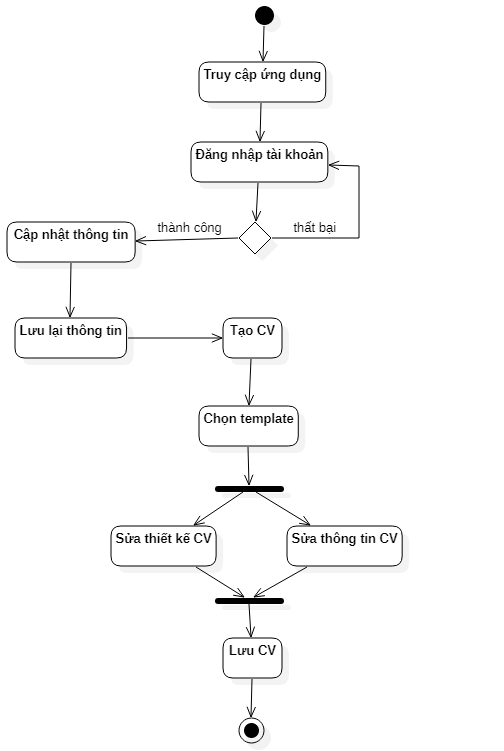 Truy cập ứng dụng
Đăng nhập tài khoản
thành công
thất bại
Cập nhật thông tin
Lưu lại thông tin
Tạo CV
Chọn template
Sửa thiết kế CV
Sửa thông tin CV
Lưu CV